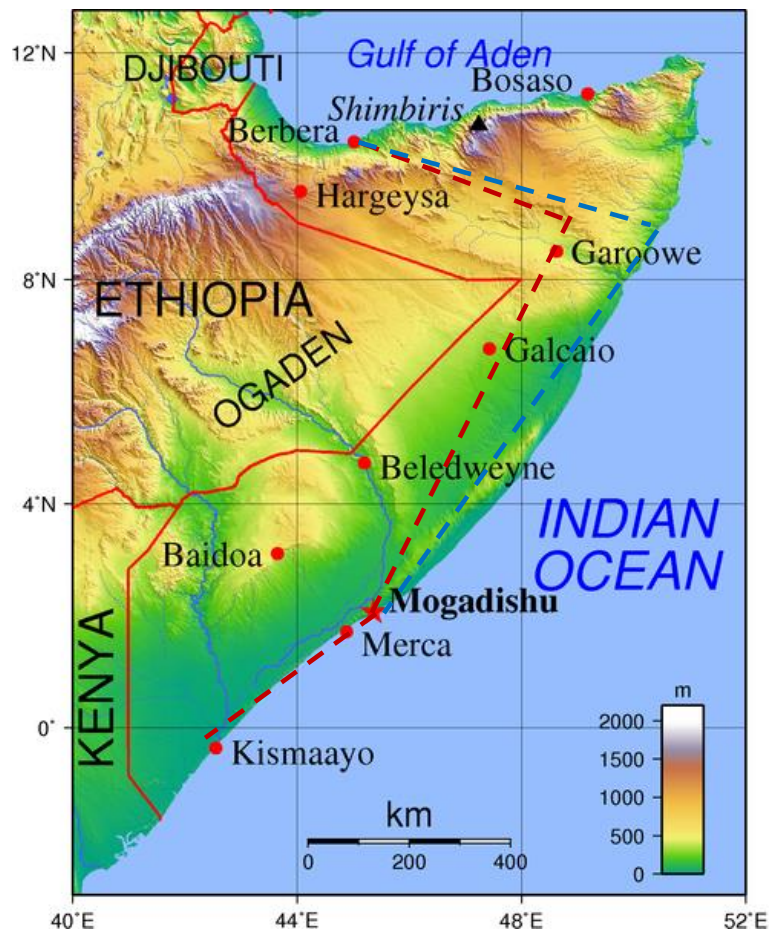 12°N
Gulf of Aden
DJIBOUTI
Bosaso
Shimbiris
Berbera
Hargeysa
Garoowe
8°N
ETHIOPIA
OGADEN
Galcaio
Beledweyne
4°N
INDIAN
OCEAN
Baidoa
Mogadishu
Merca
KENYA
0°
Kismaayo
m
2000
1500
1000
500
0
km
0 200 400
40°E 44°E 48°E 52°E